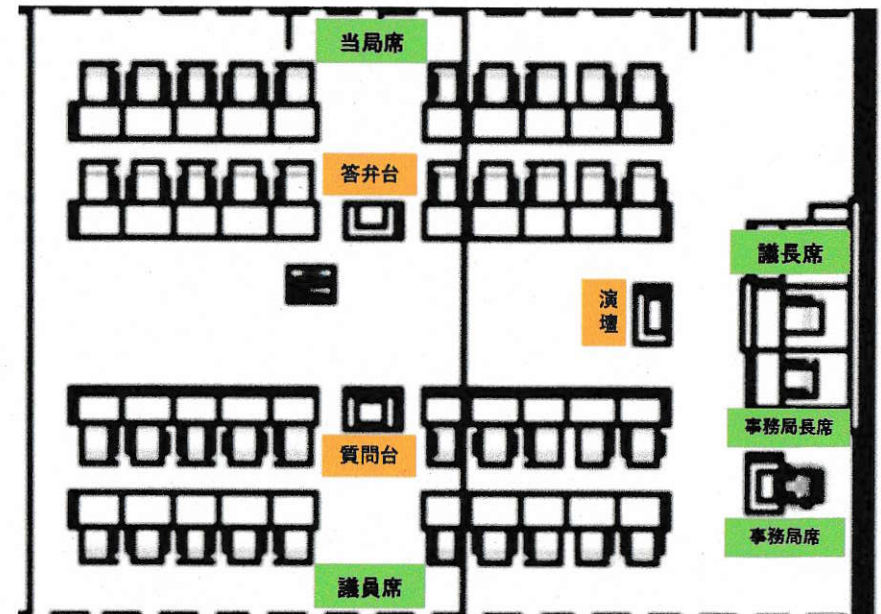 当局席
答弁台
議長席
演壇
事務局長席
質問台
事務局席
議員席